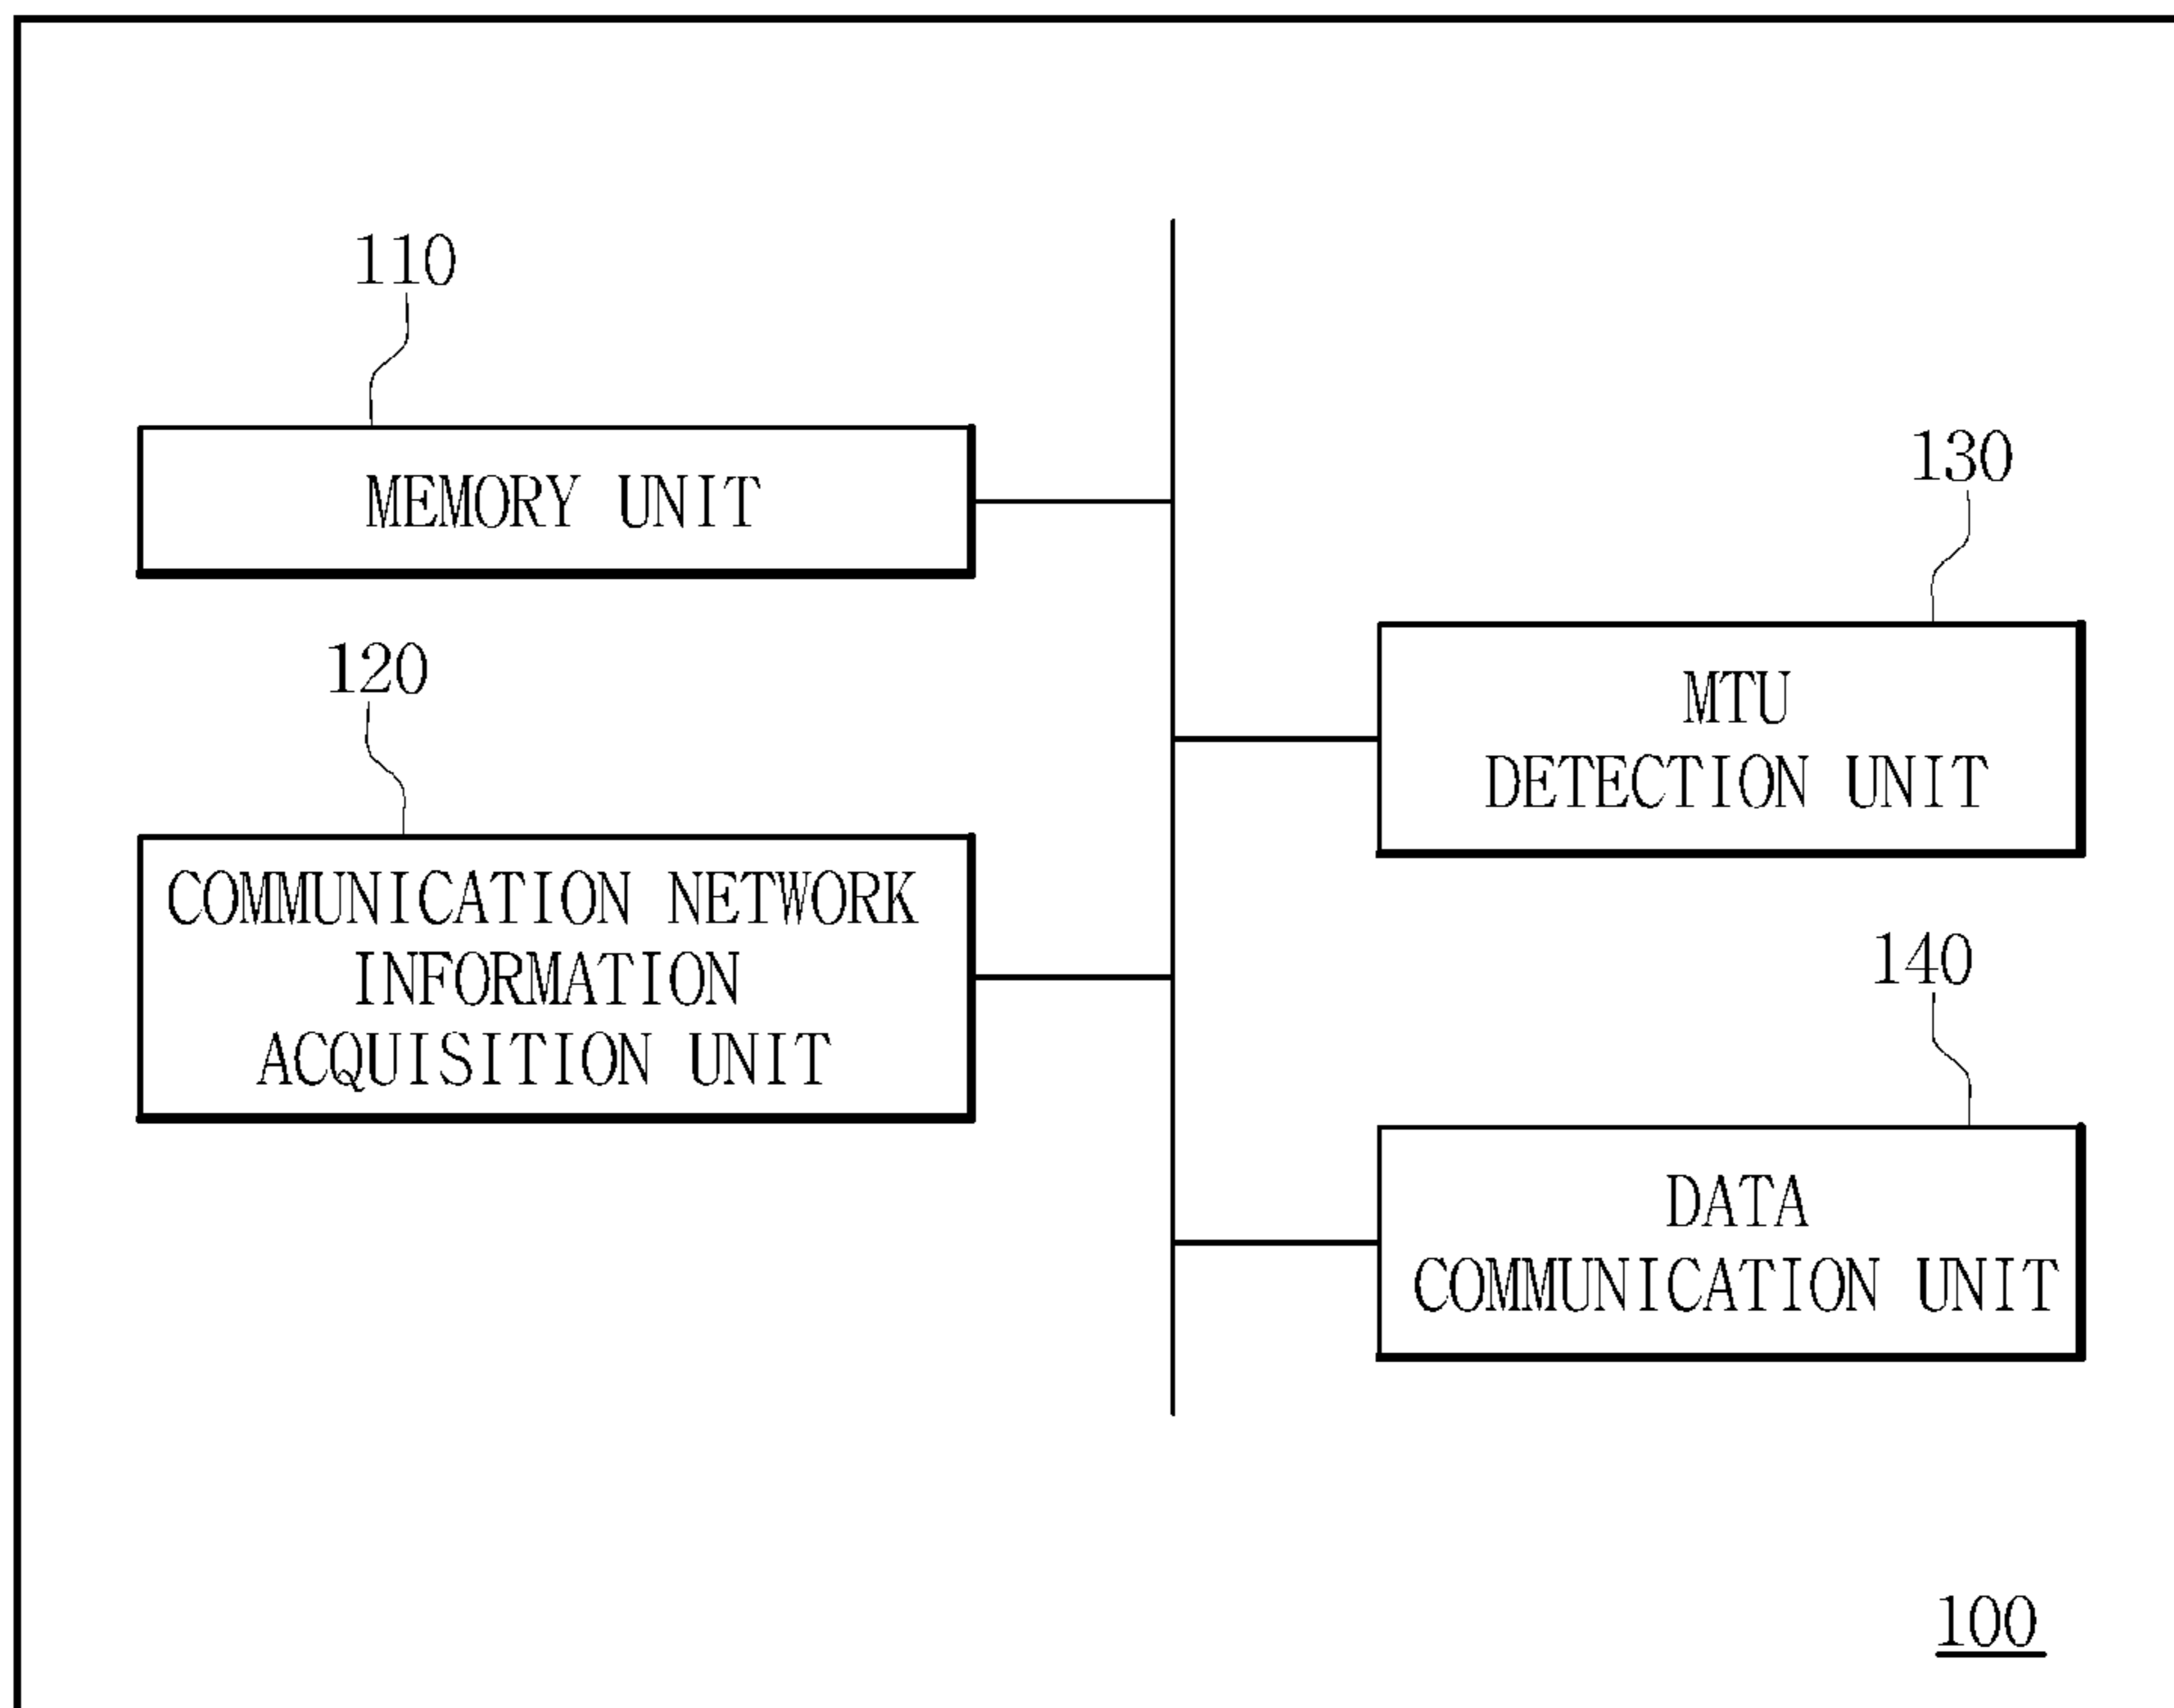 110
MEMORY UNIT
130
MTU
DETECTION UNIT
120
COMMUNICATION NETWORK
INFORMATION
ACQUISITION UNIT
140
DATA
COMMUNICATION UNIT
100